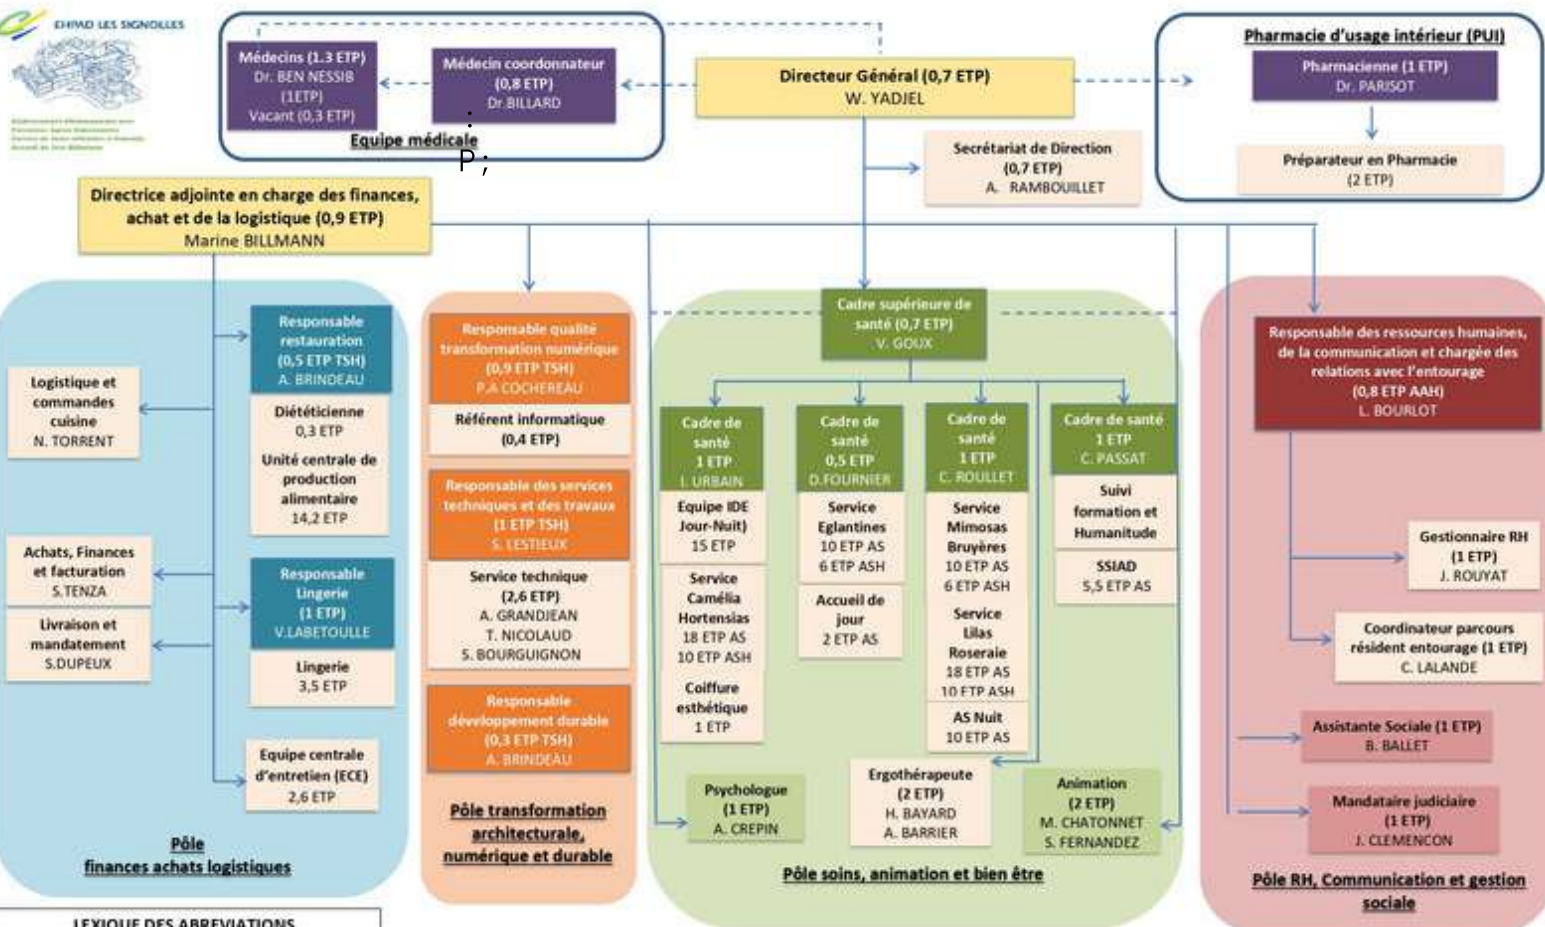 EHPAD LES SIGNOLLES
Médecins (1.3 ETP)
Dr. BEN NESSIB
(1ETP)
Vacant (0,3 ETP)
Médecin coordonnateur
(0,8 ETP)
Dr.BILLARD
:
P;
Equipe médicale
Directeur Général (0,7 ETP)
W. YADJEL
Pharmacie d'usage intérieur (PUI)
Pharmacienne (1 ETP)
Dr. PARISOT
Préparateur en Pharmacie
(2 ETP)
Secrétariat de Direction
(0,7 ETP)
A. RAMBOUILLET
Directrice adjointe en charge des finances,
achat et de la logistique (0,9 ETP)
Marine BILLMANN
Logistique et
commandes
cuisine
N. TORRENT
Achats, Finances
et facturation
S.TENZA
Livraison et
mandatement
S.DUPEUX
Responsable
restauration
(0,5 ETP TSH)
A. BRINDEAU
Diététicienne
0,3 ETP
Unité centrale de
production
alimentaire
14,2 ETP
Responsable
Lingerie
(1 ETP)
V.LABETOULLE
Lingerie
3,5 ETP
Equipe centrale
d'entretien (ECE)
2,6 ETP
Pôle
finances achats logistiques
Responsable qualité
transformation numérique
(0,9 ETP TSH)
P.A COCHEREAU
Référent informatique
(0,4 ETP)
Responsable des services
techniques et des travaux
(1 ETP TSH)
S. LESTIEUX
Service technique
(2,6 ETP)
A. GRANDJEAN
T. NICOLAUD
S. BOURGUIGNON
Responsable
développement durable
(0,3 ETP TSH)
A. BRINDEAU
Pôle transformation
architecturale,
numérique et durable
Cadre supérieure de
santé (0,7 ETP)
V. GOUX
Cadre de
santé
1 ETP
I. URBAIN
Equipe IDE
Jour-Nuit)
15 ETP
Service
Camélia
Hortensias
18 ETP AS
10 ETP ASH
Coiffure
esthétique
1 ETP
Cadre de
santé
0,5 ETP
D.FOURNIER
Service
Eglantines
10 ETP AS
6 ETP ASH
Accueil de
jour
2 ETP AS
Cadre de
santé
1 ETP
C. ROULLET
Service
Mimosas
Bruyères
10 ETP AS
6 ETP ASH
Service
Lilas
Roseraie
18 ETP AS
10 ETP ASH
AS Nuit
10 ETP AS
Cadre de santé
1 ETP
C. PASSAT
Suivi
formation et
Humanitude
SSIAD
5,5 ETP AS
Psychologue
(1 ETP)
A. CREPIN
Ergothérapeute
(2 ETP)
H. BAYARD
A. BARRIER
Animation
(2 ETP)
M. CHATONNET
S. FERNANDEZ
Pôle soins, animation et bien être
Responsable des ressources humaines,
de la communication et chargée des
relations avec l'entourage
(0,8 ETP AAH)
L. BOURLOT
Gestionnaire RH
(1 ETP)
J. ROUYAT
Coordinateur parcours
résident entourage (1 ETP)
C. LALANDE
Assistante Sociale (1 ETP)
B. BALLET
Mandataire judiciaire
(1 ETP)
J. CLEMENCON
Pôle RH, Communication et gestion
sociale
LEXIQUE DES ABREVIATIONS